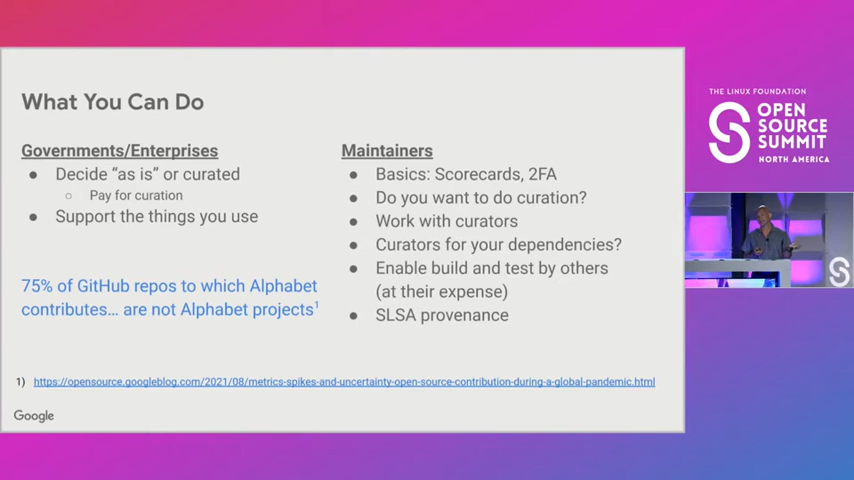 What You Can Do
Governments/Enterprises
● Decide “as is” or curated
○ Pay for curation
● Support the things you use
75% of GitHub repos to which Alphabet
contributes… are not Alphabet projects1
Maintainers
● Basics: Scorecards, 2FA
● Do you want to do curation?
● Work with curators
● Curators for your dependencies?
● Enable build and test by others
(at their expense)
● SLSA provenance
1) https://opensource.googleblog.com/2021/08/metrics-spikes-and-uncertainty-open-source-contribution-during-a-global-pandemic.html
Google
THE LINUX FOUNDATION
OPEN
SOURCE
SUMMIT
NORTH AMERICA